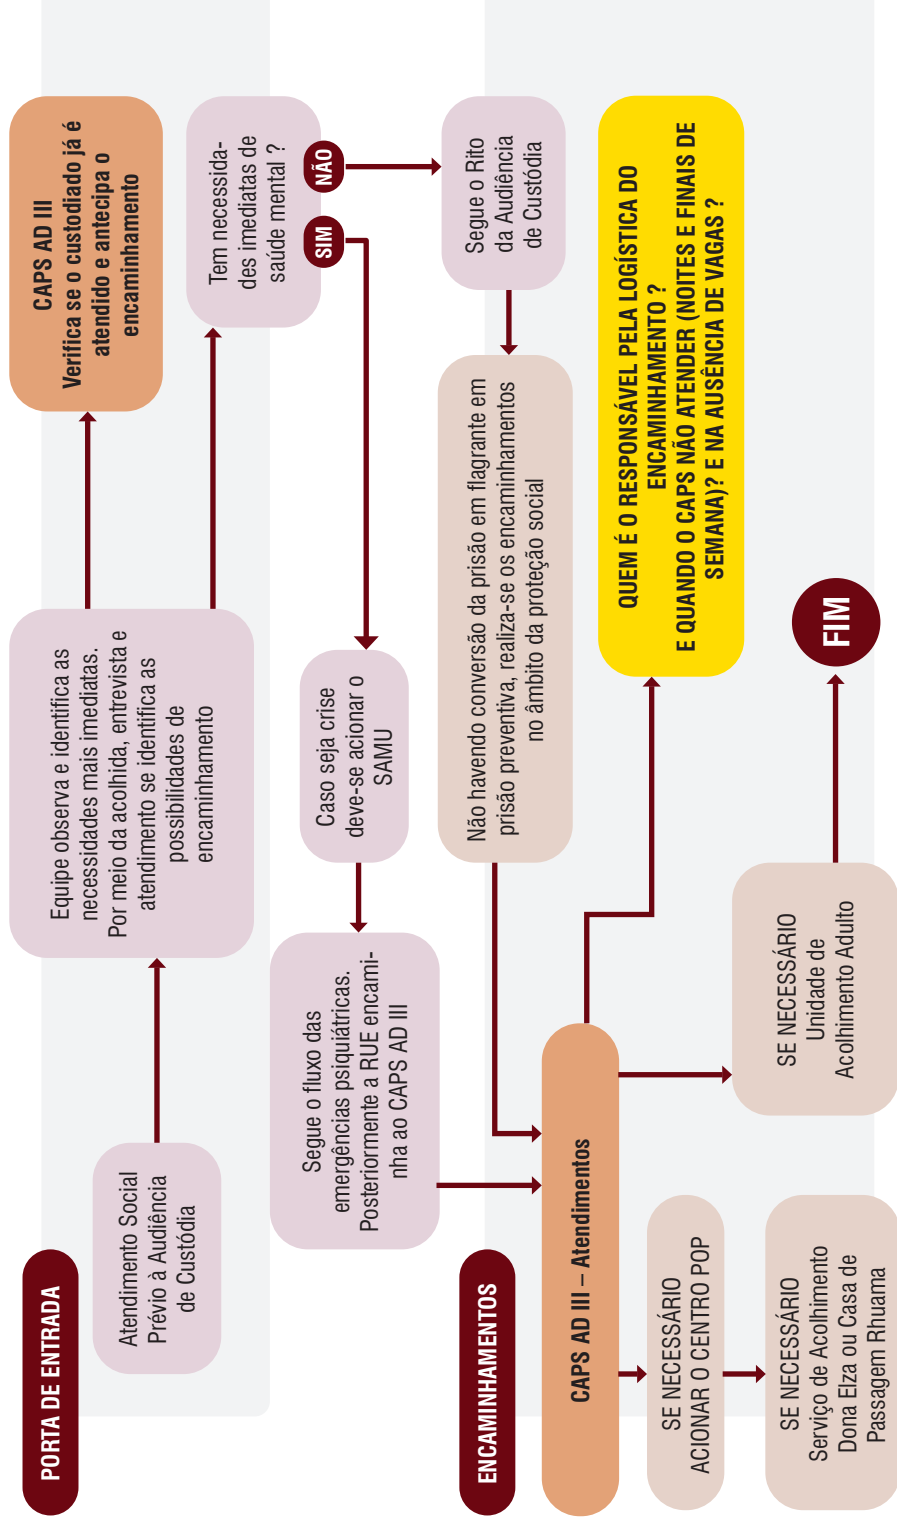 PORTA DE ENTRADA
Atendimento Social
Prévio à Audiência
de Custódia
Equipe observa e identifica as
necessidades mais imediatas.
Por meio da acolhida, entrevista e
atendimento se identifica as
possibilidades de
encaminhamento
CAPS AD III
Verifica se o custodiado já é
atendido e antecipa o
encaminhamento
Tem necessida-
des imediatas de
saúde mental ?
SIM
NÃO
Caso seja crise
deve-se acionar o
SAMU
Segue o fluxo das
emergências psiquiátricas.
Posteriormente a RUE encami-
nha ao CAPS AD III
Segue o Rito
da Audiência
de Custódia
Não havendo conversão da prisão em flagrante em
prisão preventiva, realiza-se os encaminhamentos
no âmbito da proteção social
ENCAMINHAMENTOS
CAPS AD III – Atendimentos
QUEM É O RESPONSÁVEL PELA LOGÍSTICA DO
ENCAMINHAMENTO ?
E QUANDO O CAPS NÃO ATENDER (NOITES E FINAIS DE
SEMANA)? E NA AUSÊNCIA DE VAGAS ?
SE NECESSÁRIO
ACIONAR O CENTRO POP
SE NECESSÁRIO
Serviço de Acolhimento
Dona Elza ou Casa de
Passagem Rhuama
SE NECESSÁRIO
Unidade de
Acolhimento Adulto
FIM